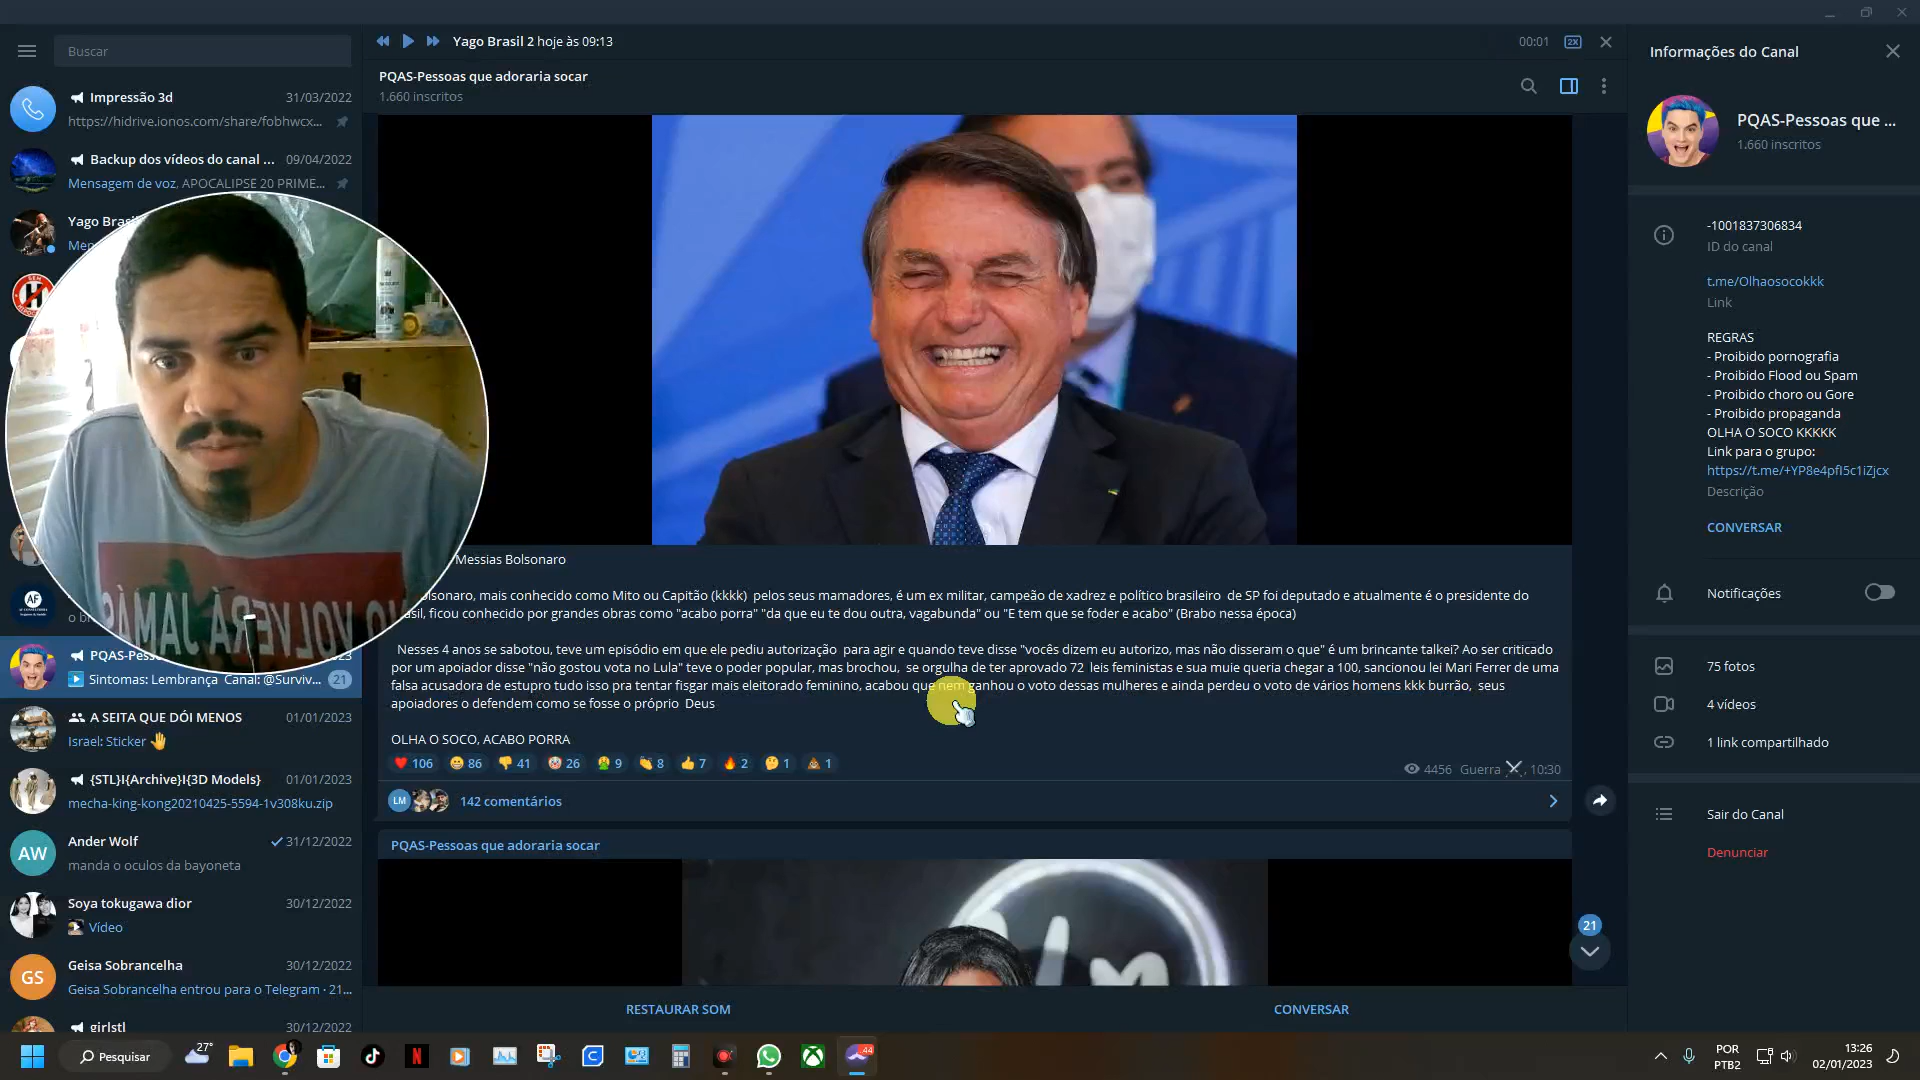 Buscar
Impressão 3d 31/03/2022
https://hidrive.ionos.com/share/fobhwcx...
Backup dos vídeos do canal ... 09/04/2022
Mensagem de voz, APOCALIPSE 20 PRIME...
Yago Brasil
AF
PQAS-Pess
Sintomas: Lembrança Canal: @Surviv... 21
A SEITA QUE DÓI MENOS 01/01/2023
Israel: Sticker 🤚
{STL}I{Archive}I{3D Models} 01/01/2023
mecha-king-kong20210425-5594-1v308ku.zip
AW
Ander Wolf 31/12/2022
manda o oculos da bayoneta
Soya tokugawa dior 30/12/2022
Vídeo
GS
Geisa Sobrancelha 30/12/2022
Geisa Sobrancelha entrou para o Telegram · 21...
girlstl 30/12/2022
Yago Brasil 2 hoje às 09:13 00:01 2X
PQAS-Pessoas que adoraria socar
1.660 inscritos
Messias Bolsonaro
olsonaro, mais conhecido como Mito ou Capitão (kkkk) pelos seus mamadores, é um ex militar, campeão de xadrez e político brasileiro de SP foi deputado e atualmente é o presidente do
asil, ficou conhecido por grandes obras como "acabo porra" "da que eu te dou outra, vagabunda" ou "E tem que se foder e acabo" (Brabo nessa época)
Nesses 4 anos se sabotou, teve um episódio em que ele pediu autorização para agir e quando teve disse "vocês dizem eu autorizo, mas não disseram o que" é um brincante talkei? Ao ser criticado
por um apoiador disse "não gostou vota no Lula" teve o poder popular, mas brochou, se orgulha de ter aprovado 72 leis feministas e sua muie queria chegar a 100, sancionou lei Mari Ferrer de uma
falsa acusadora de estupro tudo isso pra tentar fisgar mais eleitorado feminino, acabou que nem ganhou o voto dessas mulheres e ainda perdeu o voto de vários homens kkk burrão, seus
apoiadores o defendem como se fosse o próprio Deus
OLHA O SOCO, ACABO PORRA
❤ 106 😁 86 👎 41 🤡 26 🤮 9 👏 8 👍 7 🔥 2 🤔 1 💩 1
4456 Guerra 10:30
LM 142 comentários
PQAS-Pessoas que adoraria socar
21
RESTAURAR SOM CONVERSAR
Informações do Canal
PQAS-Pessoas que ...
1.660 inscritos
-1001837306834
ID do canal
t.me/Olhaosocokkk
Link
REGRAS
- Proibido pornografia
- Proibido Flood ou Spam
- Proibido choro ou Gore
- Proibido propaganda
OLHA O SOCO KKKKK
Link para o grupo:
https://t.me/+YP8e4pfI5c1iZjcx
Descrição
CONVERSAR
Notificações
75 fotos
4 vídeos
1 link compartilhado
Sair do Canal
Denunciar
Pesquisar
27°
44
POR
PTB2
13:26
02/01/2023